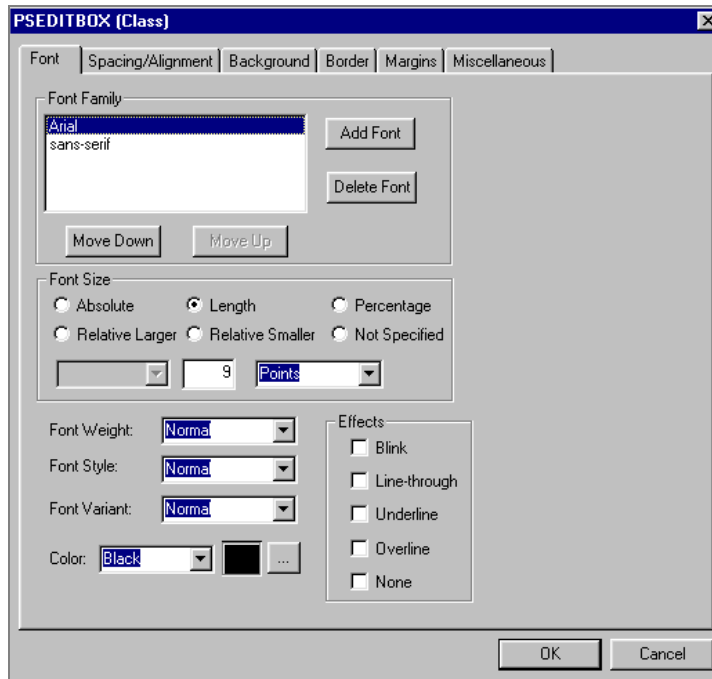 PSEDITBOX (Class)
Font Spacing/Alignment Background Border Margins Miscellaneous
Font Family
Arial
sans-serif
Add Font
Delete Font
Move Down Move Up
Font Size
Absolute Length Percentage
Relative Larger Relative Smaller Not Specified
9 Points
Font Weight: Normal
Font Style: Normal
Font Variant: Normal
Color: Black ...
Effects
Blink
Line-through
Underline
Overline
None
OK Cancel